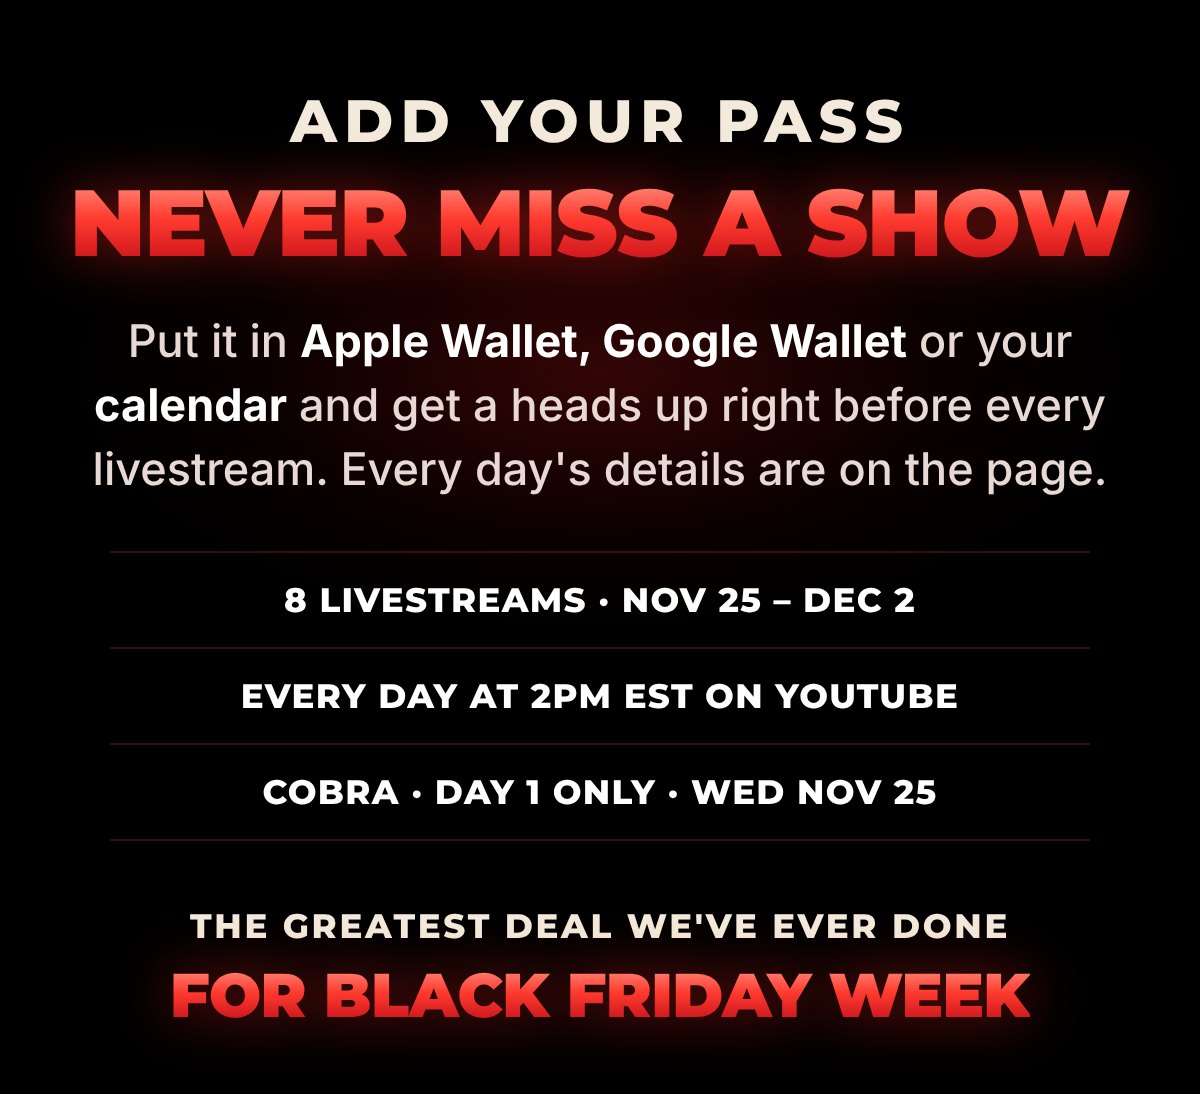 ADD YOUR PASS
NEVER MISS A SHOW
Put it in Apple Wallet, Google Wallet or your
calendar and get a heads up right before every
livestream. Every day's details are on the page.
8 LIVESTREAMS · NOV 25 – DEC 2
EVERY DAY AT 2PM EST ON YOUTUBE
COBRA · DAY 1 ONLY · WED NOV 25
THE GREATEST DEAL WE'VE EVER DONE
FOR BLACK FRIDAY WEEK